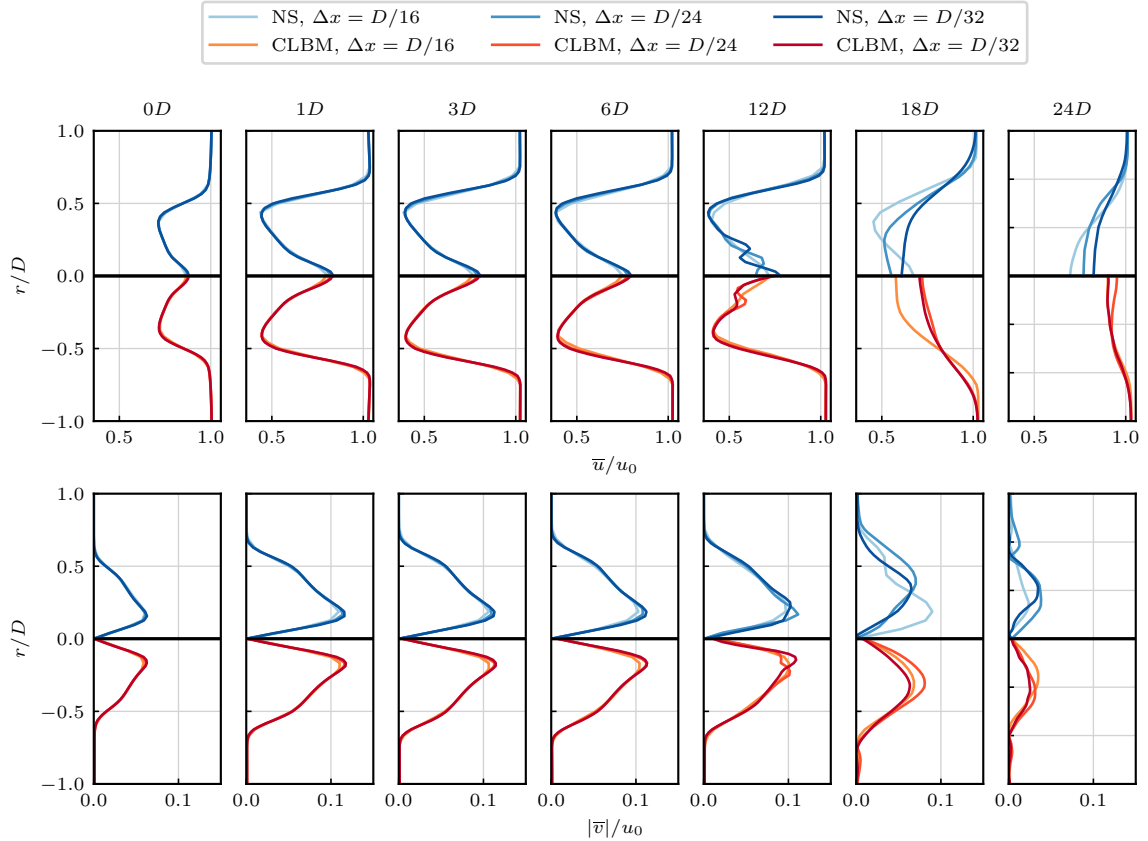 NS, Δx = D/16 NS, Δx = D/24 NS, Δx = D/32
CLBM, Δx = D/16 CLBM, Δx = D/24 CLBM, Δx = D/32
0D 1D 3D 6D 12D 18D 24D
1.0
0.5
r/D
0.0
−0.5
−1.0
0.5 1.0 0.5 1.0 0.5 1.0 0.5 1.0 0.5 1.0 0.5 1.0 0.5 1.0
u̅/u₀
1.0
0.5
r/D
0.0
−0.5
−1.0
0.0 0.1 0.0 0.1 0.0 0.1 0.0 0.1 0.0 0.1 0.0 0.1 0.0 0.1
|v̅|/u₀